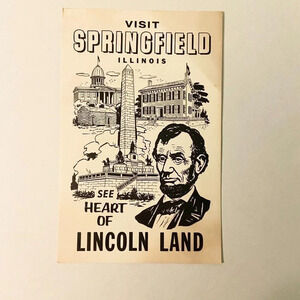 VISIT
SPRINGFIELD
ILLINOIS
SEE
HEART
OF
LINCOLN LAND